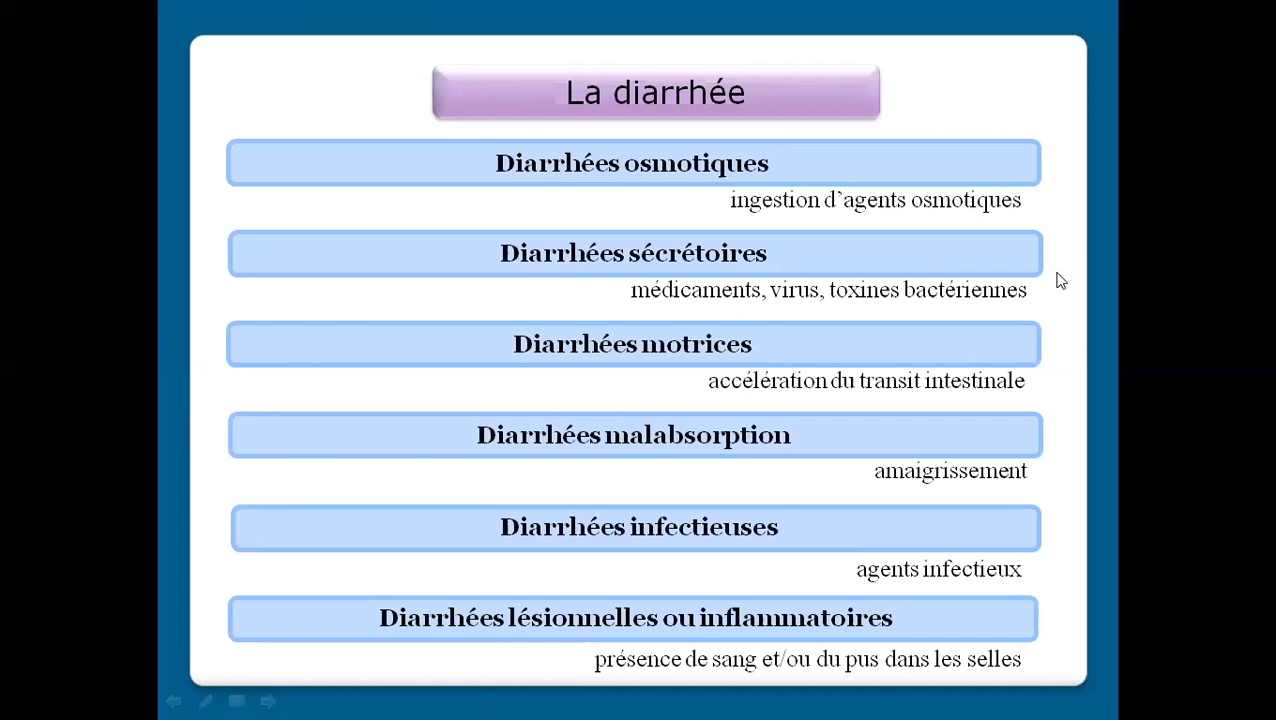 La diarrhée
Diarrhées osmotiques
ingestion d’agents osmotiques
Diarrhées sécrétoires
médicaments, virus, toxines bactériennes
Diarrhées motrices
accélération du transit intestinale
Diarrhées malabsorption
amaigrissement
Diarrhées infectieuses
agents infectieux
Diarrhées lésionnelles ou inflammatoires
présence de sang et/ou du pus dans les selles